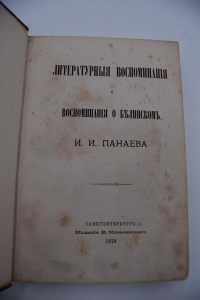 ЛИТЕРАТУРНЫЯ ВОСПОМИНАНІЯ
И
ВОСПОМИНАНІЯ О БѢЛИНСКОМЪ.
И. И. ПАНАЕВА
САНКТПЕТЕРБУРГЪ.
1876